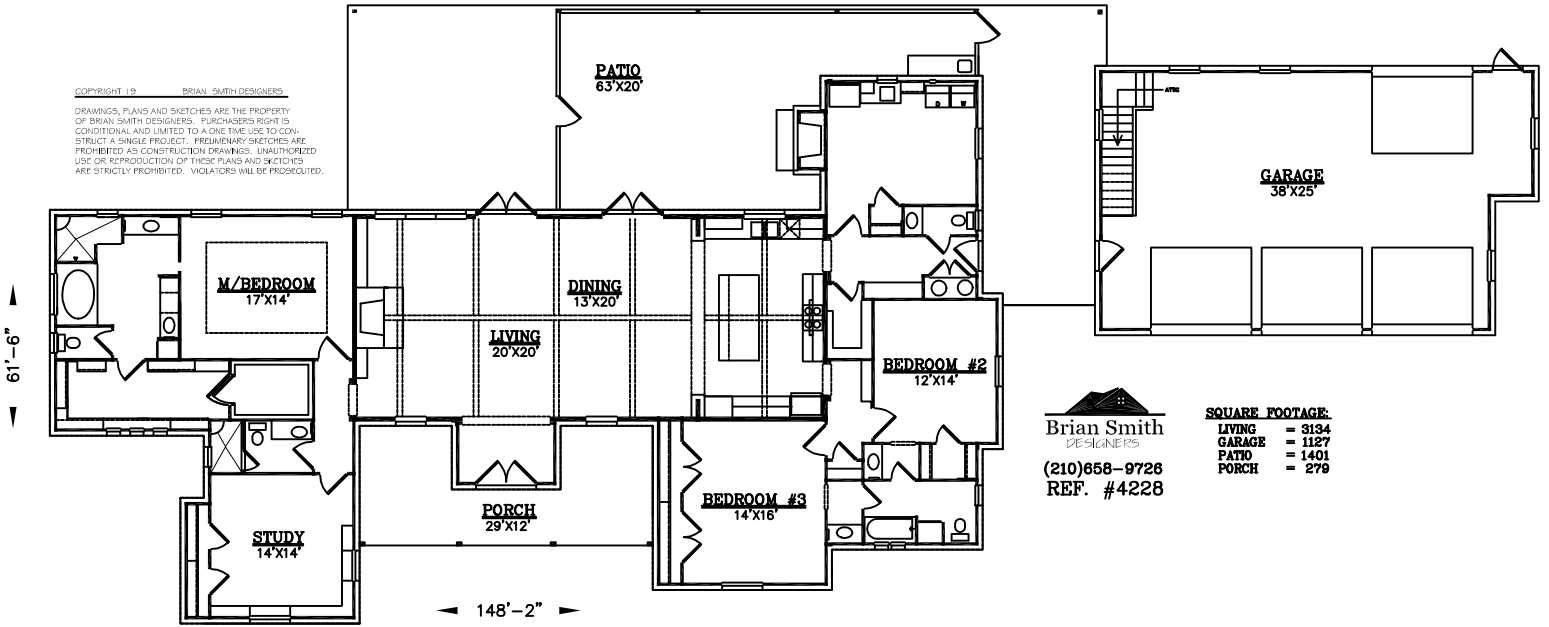 COPYRIGHT 19 BRIAN SMITH DESIGNERS
DRAWINGS, PLANS AND SKETCHES ARE THE PROPERTY
OF BRIAN SMITH DESIGNERS. PURCHASERS RIGHT IS
CONDITIONAL AND LIMITED TO A ONE TIME USE TO CON-
STRUCT A SINGLE PROJECT. PRELIMENARY SKETCHES ARE
PROHIBITED AS CONSTRUCTION DRAWINGS. UNAUTHORIZED
USE OR REPRODUCTION OF THESE PLANS AND SKETCHES
ARE STRICTLY PROHIBITED. VIOLATORS WILL BE PROSECUTED.
PATIO
63'X20'
D W
GARAGE
38'X25'
M/BEDROOM
17'X14'
DINING
13'X20'
LIVING
20'X20'
BEDROOM #2
12'X14'
61'-6"
BEDROOM #3
14'X16'
PORCH
29'X12'
STUDY
14'X14'
148'-2"
Brian Smith
DESIGNERS
(210)658-9726
REF. #4228
SQUARE FOOTAGE:
LIVING = 3134
GARAGE = 1127
PATIO = 1401
PORCH = 279